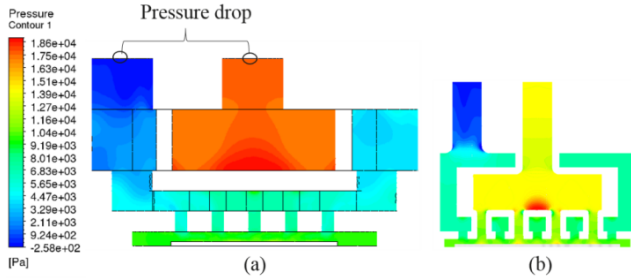 Pressure
Contour 1
Pressure drop
1.86e+04
1.75e+04
1.63e+04
1.51e+04
1.39e+04
1.27e+04
1.16e+04
1.04e+04
9.19e+03
8.01e+03
6.83e+03
5.65e+03
4.47e+03
3.29e+03
2.11e+03
9.24e+02
-2.58e+02
[Pa]
(a)
(b)